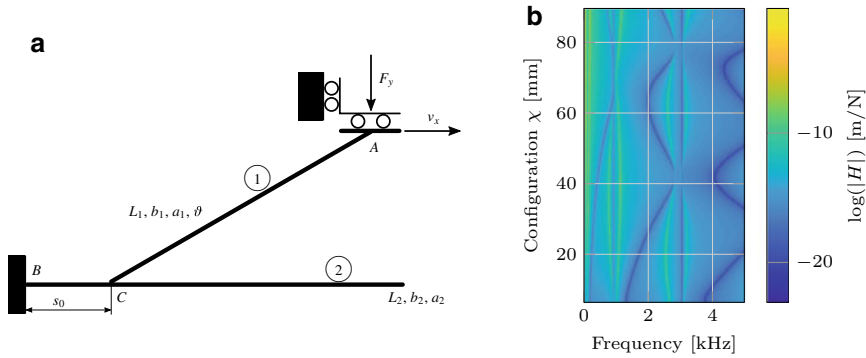 a
F_y
v_x
A
1
L_1, b_1, a_1, ϑ
B
2
C
s_0
L_2, b_2, a_2
b
Configuration χ [mm]
80
60
40
20
0
2
4
Frequency [kHz]
−10
−20
log(|H|) [m/N]